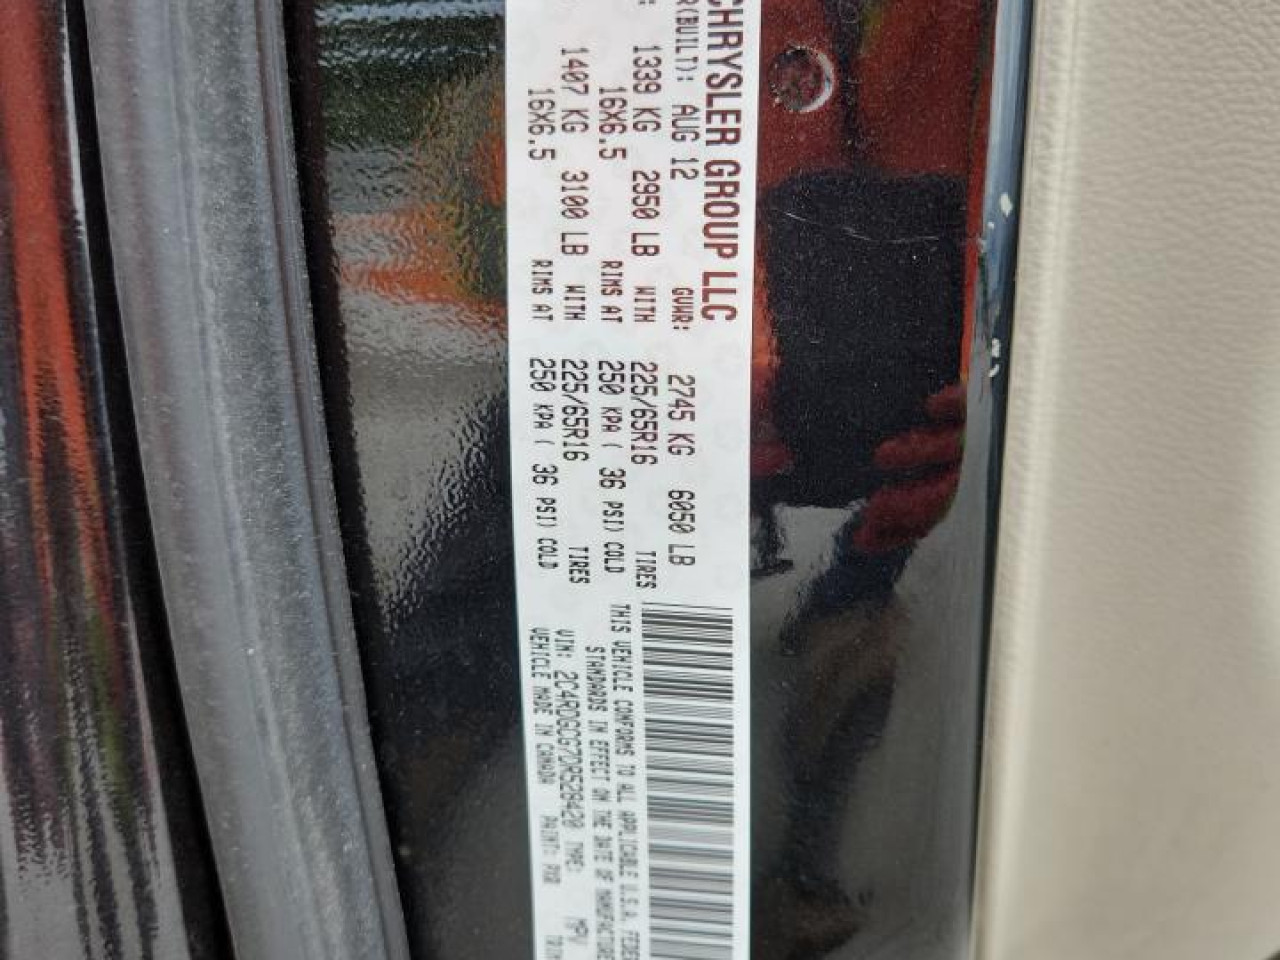 CHRYSLER GROUP LLC
R(BUILT): AUG 12 GVWR: 2745 KG 6050 LB
: 1339 KG 2950 LB WITH 225/65R16 TIRES
16X6.5 RIMS AT 250 KPA ( 36 PSI) COLD
1407 KG 3100 LB WITH 225/65R16 TIRES
16X6.5 RIMS AT 250 KPA ( 36 PSI) COLD
THIS VEHICLE CONFORMS TO ALL APPLICABLE U.S.A. FEDE
STANDARDS IN EFFECT ON THE DATE OF MANUFACTURE
VIN: 2C4RDGCG7DR528420 TYPE: MPV
VEHICLE MADE IN CANADA PAINT: TRIM